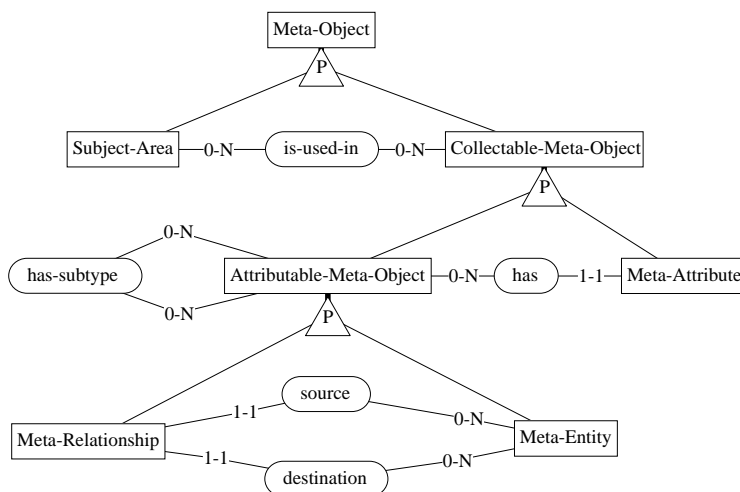 Meta-Object
P
Subject-Area 0-N is-used-in 0-N Collectable-Meta-Object
P
0-N
has-subtype Attributable-Meta-Object 0-N has 1-1 Meta-Attribute
0-N
P
source
1-1 0-N
Meta-Relationship Meta-Entity
1-1 0-N
destination